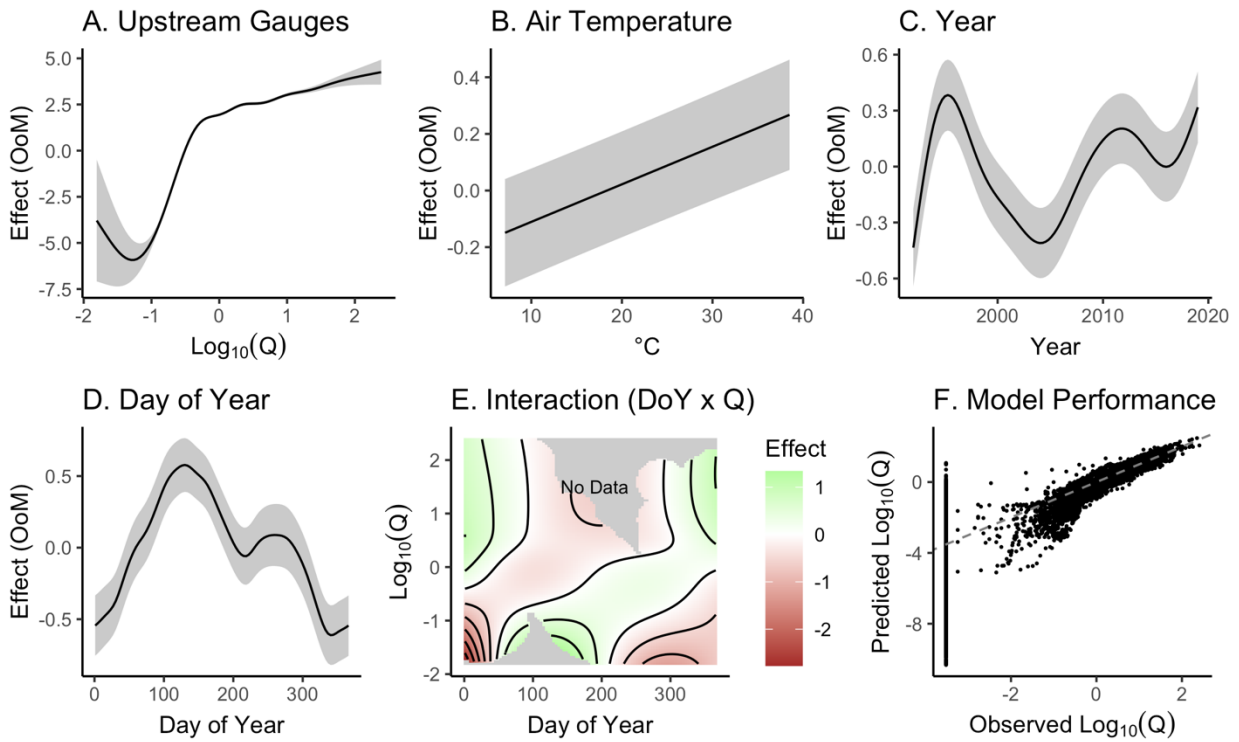 A. Upstream Gauges
Effect (OoM)
5.0
2.5
0.0
-2.5
-5.0
-7.5
-2 -1 0 1 2
Log₁₀(Q)
B. Air Temperature
Effect (OoM)
0.4
0.2
0.0
-0.2
10 20 30 40
°C
C. Year
Effect (OoM)
0.6
0.3
0.0
-0.3
-0.6
2000 2010 2020
Year
D. Day of Year
Effect (OoM)
0.5
0.0
-0.5
0 100 200 300
Day of Year
E. Interaction (DoY x Q)
Log₁₀(Q)
2
1
0
-1
-2
No Data
0 100 200 300
Day of Year
Effect
1
0
-1
-2
F. Model Performance
Predicted Log₁₀(Q)
0
-4
-8
-2 0 2
Observed Log₁₀(Q)